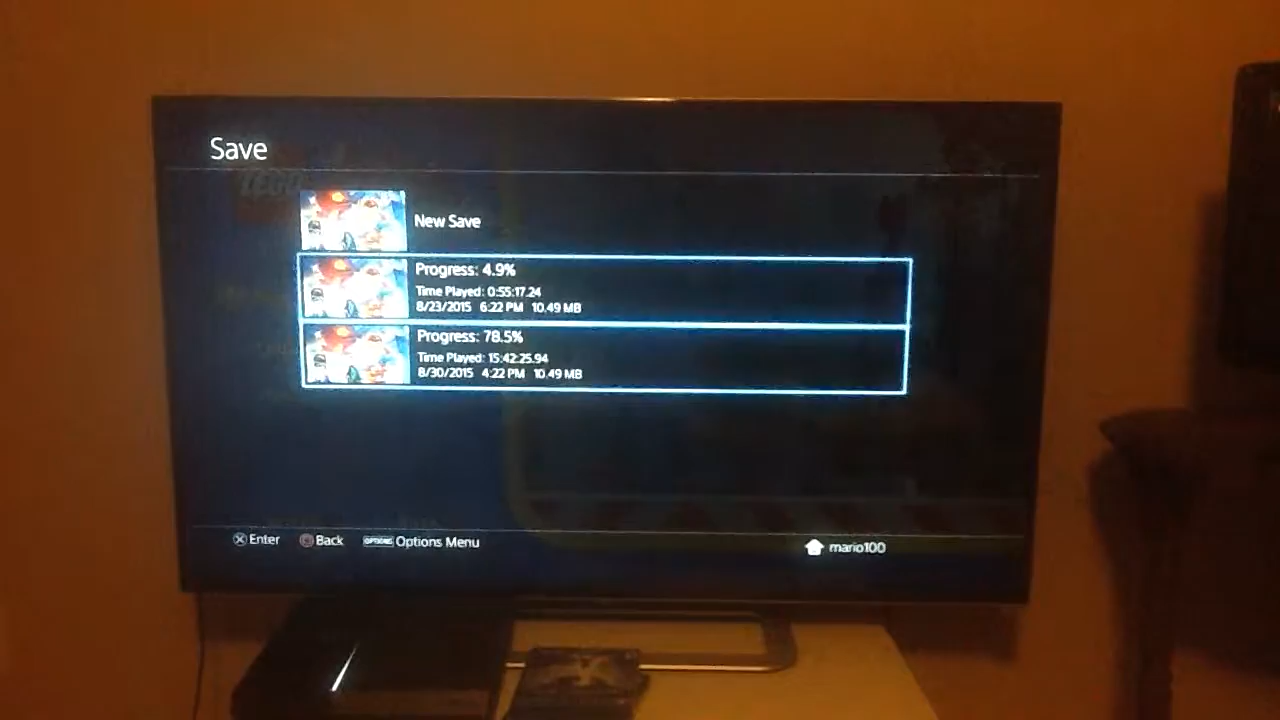 Save
LEGO
New Save
Progress: 4.9%
Time Played: 0:55:17.24
8/23/2015 6:22 PM 10.49 MB
Progress: 78.5%
Time Played: 15:42:25.94
8/30/2015 4:22 PM 10.49 MB
Enter Back OPTIONS Options Menu
mario100